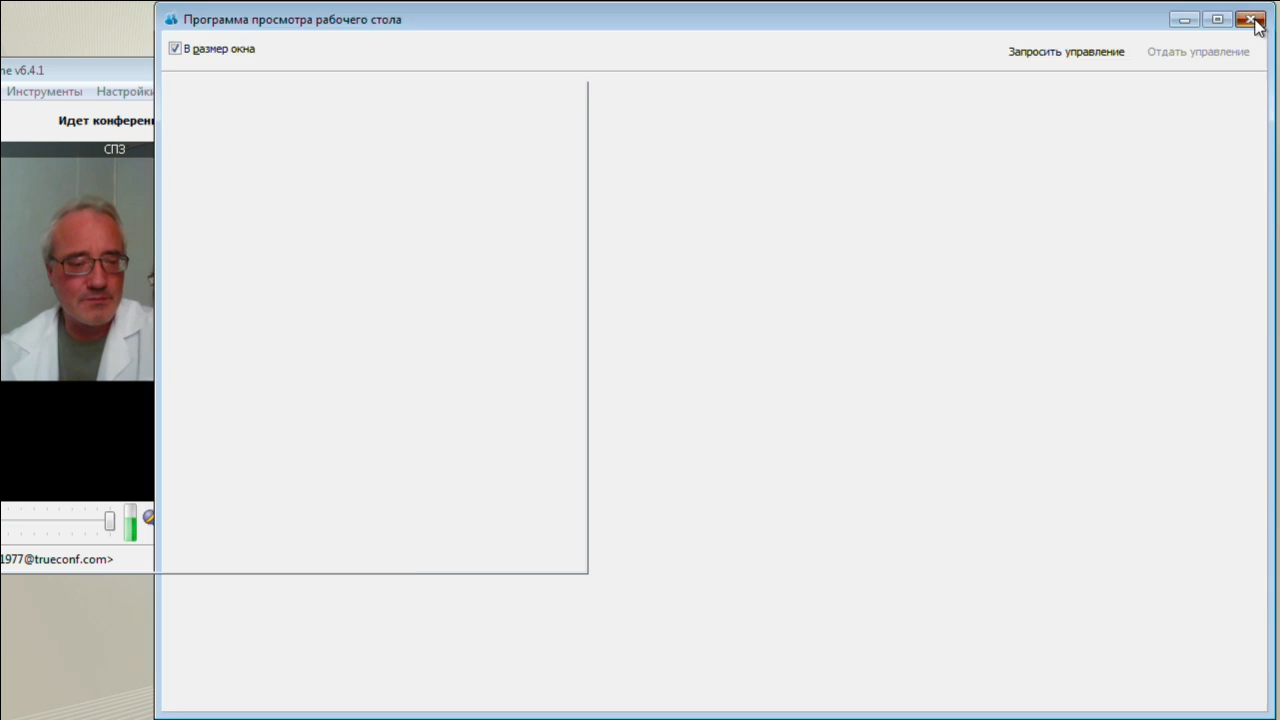 Программа просмотра рабочего стола
В размер окна
Запросить управление
Отдать управление
ne v6.4.1
Инструменты Настройки
Идет конферен
СПЗ
1977@trueconf.com>